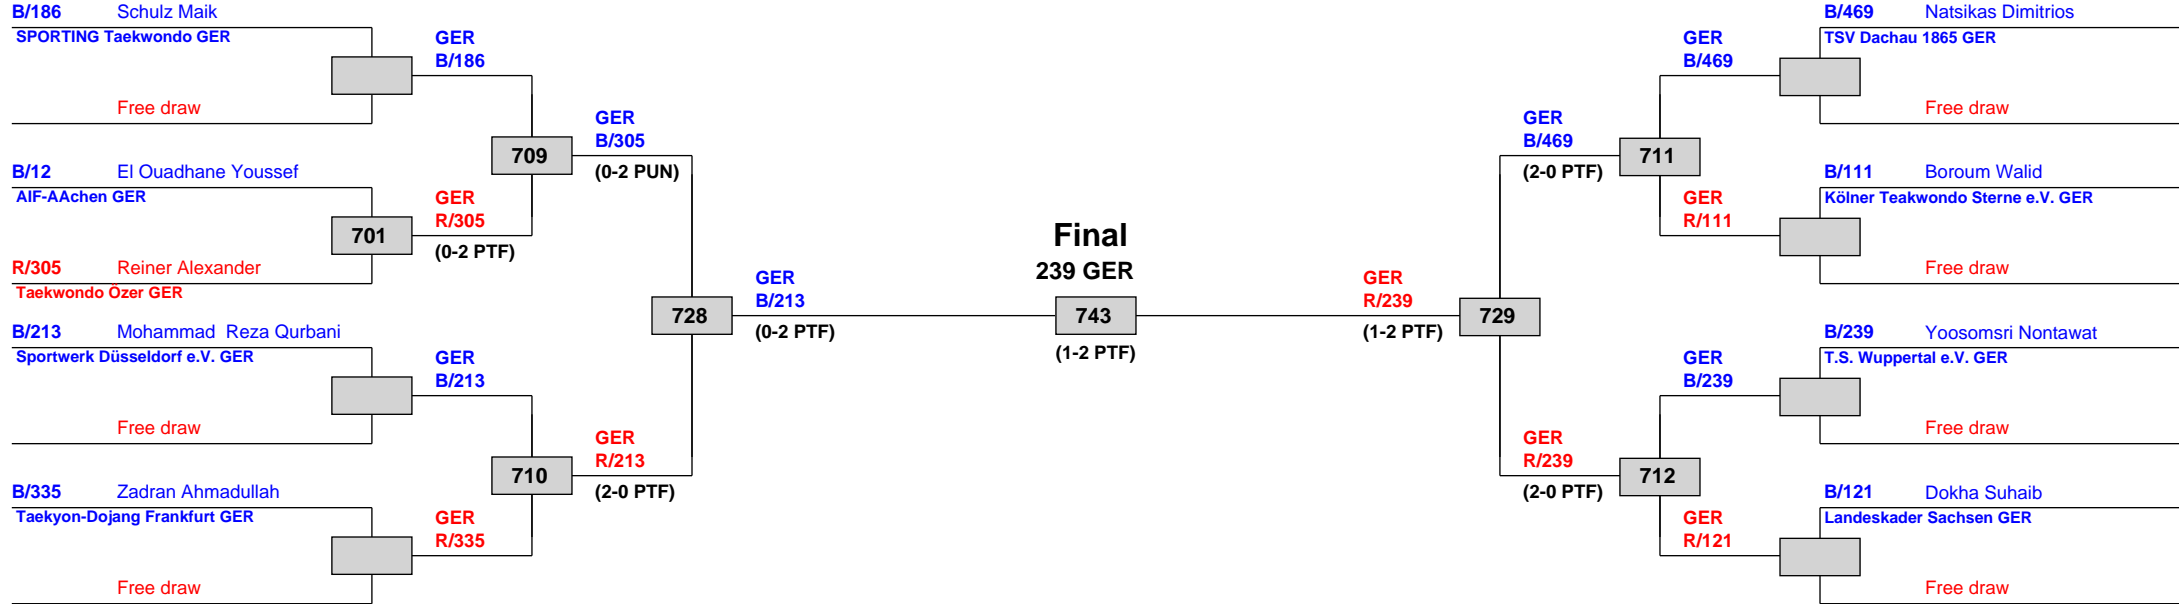 B/186 Schulz Maik
SPORTING Taekwondo GER
Free draw
GER
B/186
B/12 El Ouadhane Youssef
AIF-AAchen GER
701
R/305 Reiner Alexander
Taekwondo Özer GER
GER
R/305
(0-2 PTF)
709
GER
B/305
(0-2 PUN)
B/213 Mohammad  Reza Qurbani
Sportwerk Düsseldorf e.V. GER
Free draw
GER
B/213
B/335 Zadran Ahmadullah
Taekyon-Dojang Frankfurt GER
Free draw
GER
R/335
710
GER
R/213
(2-0 PTF)
728
GER
B/213
(0-2 PTF)
Final
239 GER
743
(1-2 PTF)
GER
R/239
(1-2 PTF)
729
GER
B/469
(2-0 PTF)
711
GER
B/469
B/469 Natsikas Dimitrios
TSV Dachau 1865 GER
Free draw
GER
R/111
B/111 Boroum Walid
Kölner Teakwondo Sterne e.V. GER
Free draw
GER
R/239
(2-0 PTF)
712
GER
B/239
B/239 Yoosomsri Nontawat
T.S. Wuppertal e.V. GER
Free draw
GER
R/121
B/121 Dokha Suhaib
Landeskader Sachsen GER
Free draw